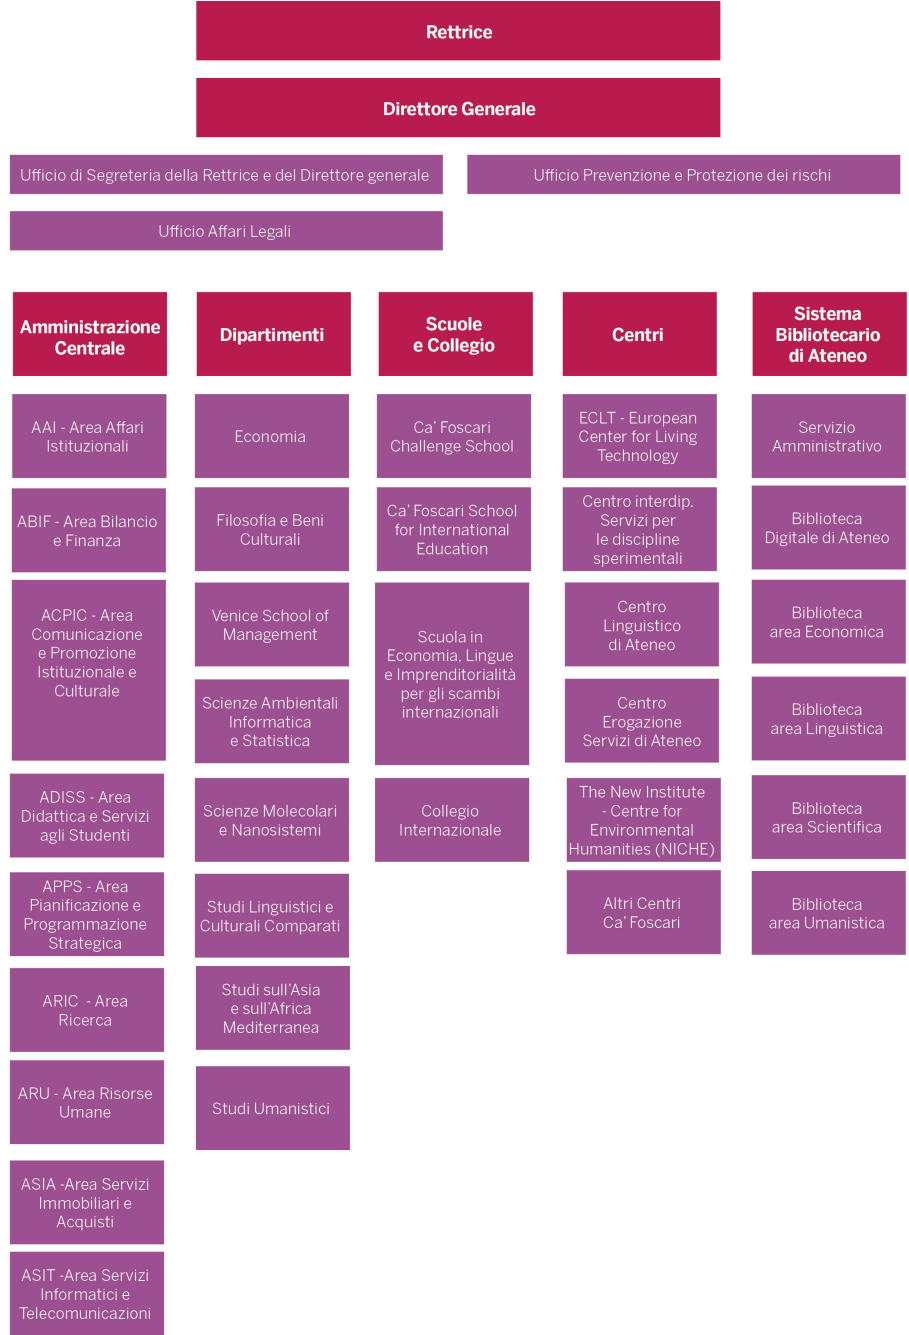 Rettrice
Direttore Generale
Ufficio di Segreteria della Rettrice e del Direttore generale
Ufficio Prevenzione e Protezione dei rischi
Ufficio Affari Legali
Amministrazione
Centrale
AAI - Area Affari
Istituzionali
ABIF - Area Bilancio
e Finanza
ACPIC - Area
Comunicazione
e Promozione
Istituzionale e
Culturale
ADISS - Area
Didattica e Servizi
agli Studenti
APPS - Area
Pianificazione e
Programmazione
Strategica
ARIC  - Area
Ricerca
ARU - Area Risorse
Umane
ASIA -Area Servizi
Immobiliari e
Acquisti
ASIT -Area Servizi
Informatici e
Telecomunicazioni
Dipartimenti
Economia
Filosofia e Beni
Culturali
Venice School of
Management
Scienze Ambientali
Informatica
e Statistica
Scienze Molecolari
e Nanosistemi
Studi Linguistici e
Culturali Comparati
Studi sull'Asia
e sull'Africa
Mediterranea
Studi Umanistici
Scuole
e Collegio
Ca' Foscari
Challenge School
Ca' Foscari School
for International
Education
Scuola in
Economia, Lingue
e Imprenditorialità
per gli scambi
internazionali
Collegio
Internazionale
Centri
ECLT - European
Center for Living
Technology
Centro interdip.
Servizi per
le discipline
sperimentali
Centro
Linguistico
di Ateneo
Centro
Erogazione
Servizi di Ateneo
The New Institute
- Centre for
Environmental
Humanities (NICHE)
Altri Centri
Ca' Foscari
Sistema
Bibliotecario
di Ateneo
Servizio
Amministrativo
Biblioteca
Digitale di Ateneo
Biblioteca
area Economica
Biblioteca
area Linguistica
Biblioteca
area Scientifica
Biblioteca
area Umanistica